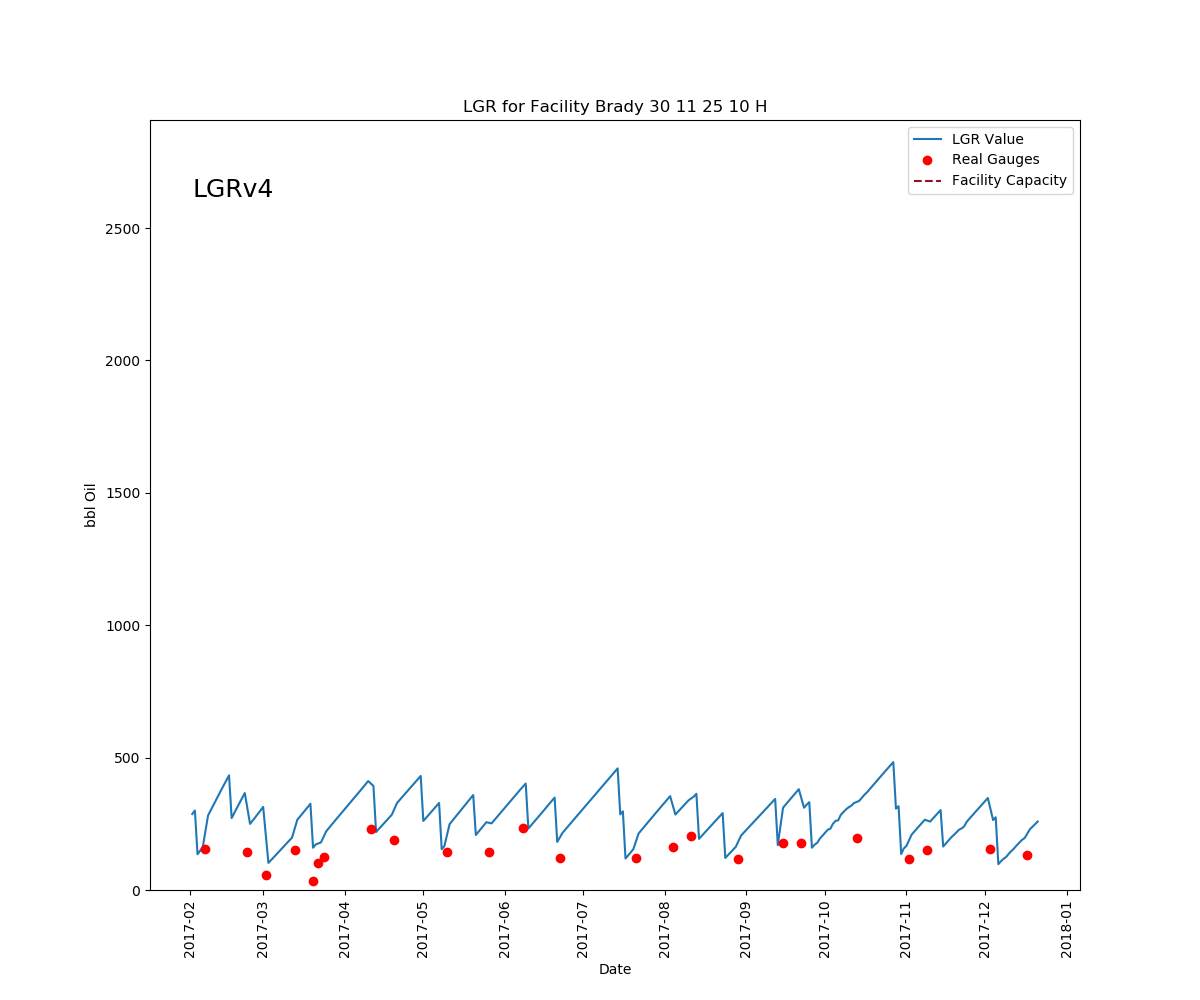 LGR for Facility Brady 30 11 25 10 H
LGR Value
Real Gauges
Facility Capacity
LGRv4
2500
2000
1500
1000
500
0
bbl Oil
2017-02
2017-03
2017-04
2017-05
2017-06
2017-07
2017-08
2017-09
2017-10
2017-11
2017-12
2018-01
Date